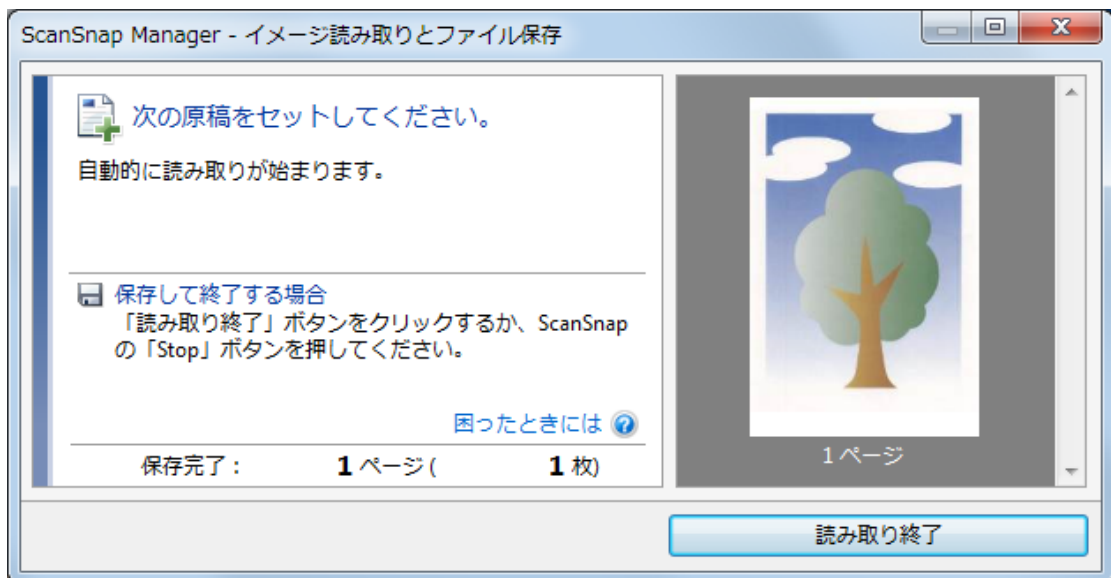 ScanSnap Manager - イメージ読み取りとファイル保存
次の原稿をセットしてください。
自動的に読み取りが始まります。
保存して終了する場合
「読み取り終了」ボタンをクリックするか、ScanSnap
の「Stop」ボタンを押してください。
困ったときには
保存完了： 1 ページ ( 1 枚)
1 ページ
読み取り終了